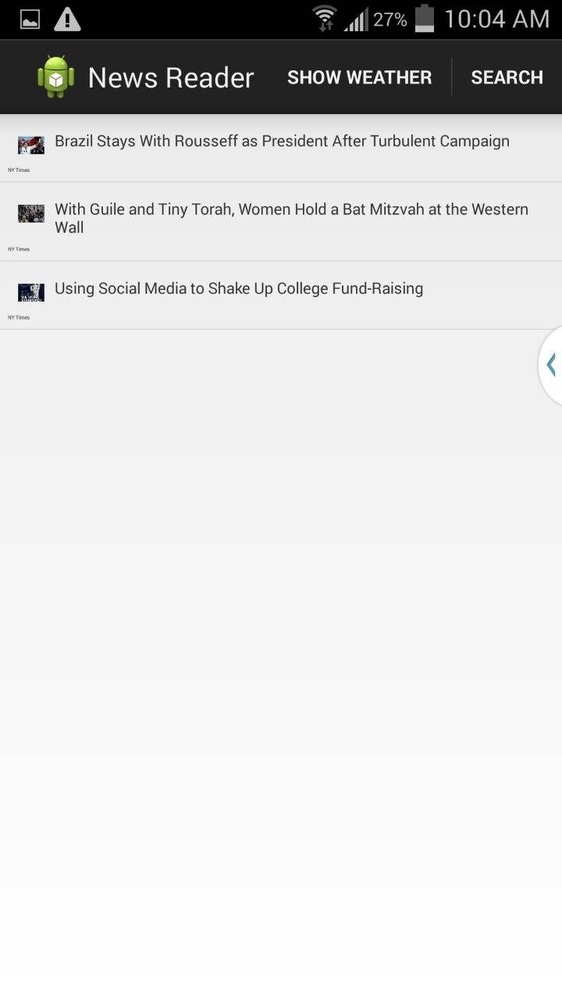 27% 10:04 AM
News Reader SHOW WEATHER SEARCH
Brazil Stays With Rousseff as President After Turbulent Campaign
NY Times
With Guile and Tiny Torah, Women Hold a Bat Mitzvah at the Western
Wall
NY Times
Using Social Media to Shake Up College Fund-Raising
NY Times